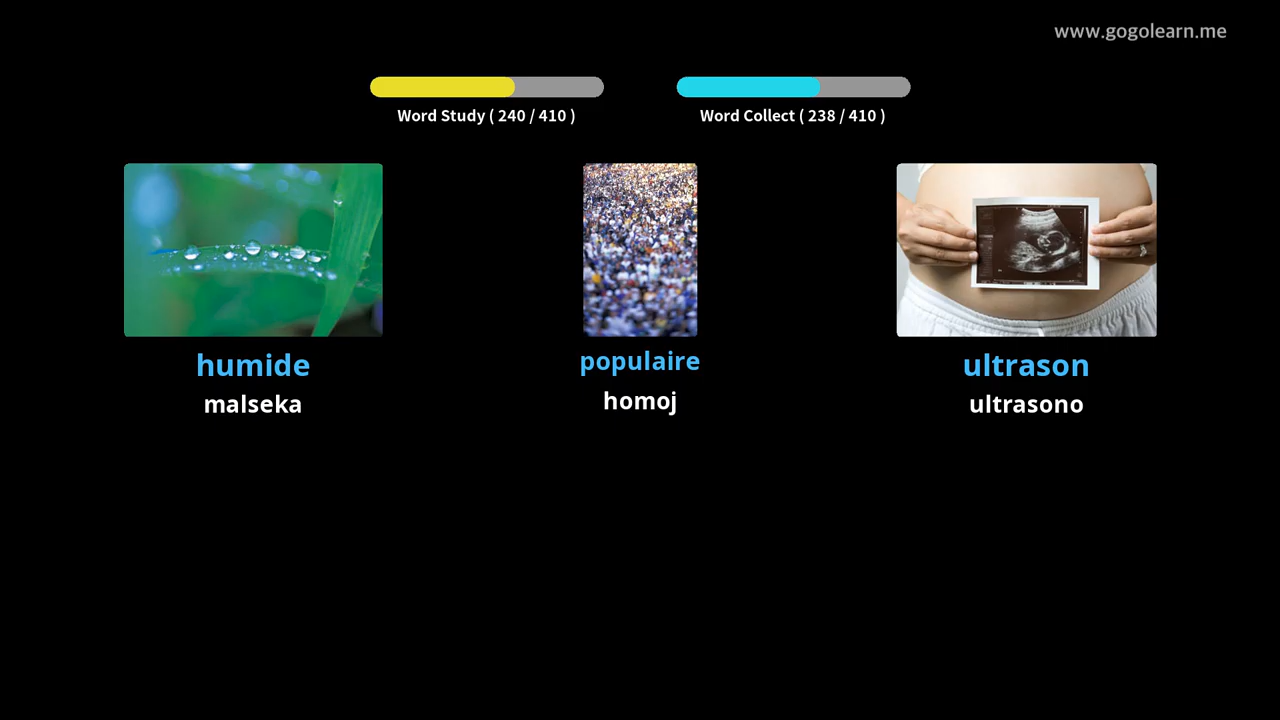 www.gogolearn.me
Word Study ( 240 / 410 )
Word Collect ( 238 / 410 )
humide
malseka
populaire
homoj
ultrason
ultrasono